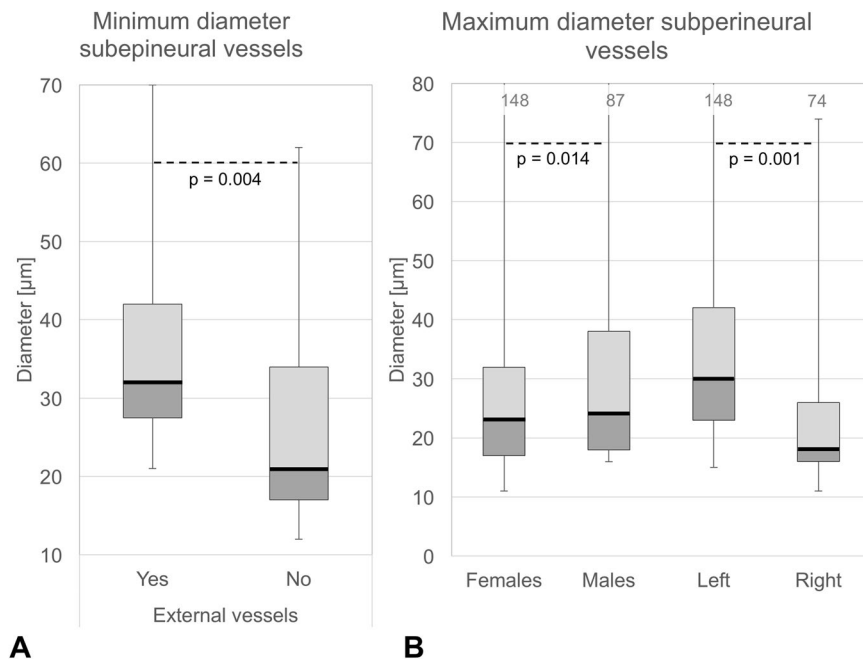 Minimum diameter
subepineural vessels
70
60
50
40
30
20
10
Diameter [µm]
p = 0.004
Yes No
External vessels
A
Maximum diameter subperineural
vessels
80
70
60
50
40
30
20
10
0
Diameter [µm]
148 87 148 74
p = 0.014 p = 0.001
Females Males Left Right
B